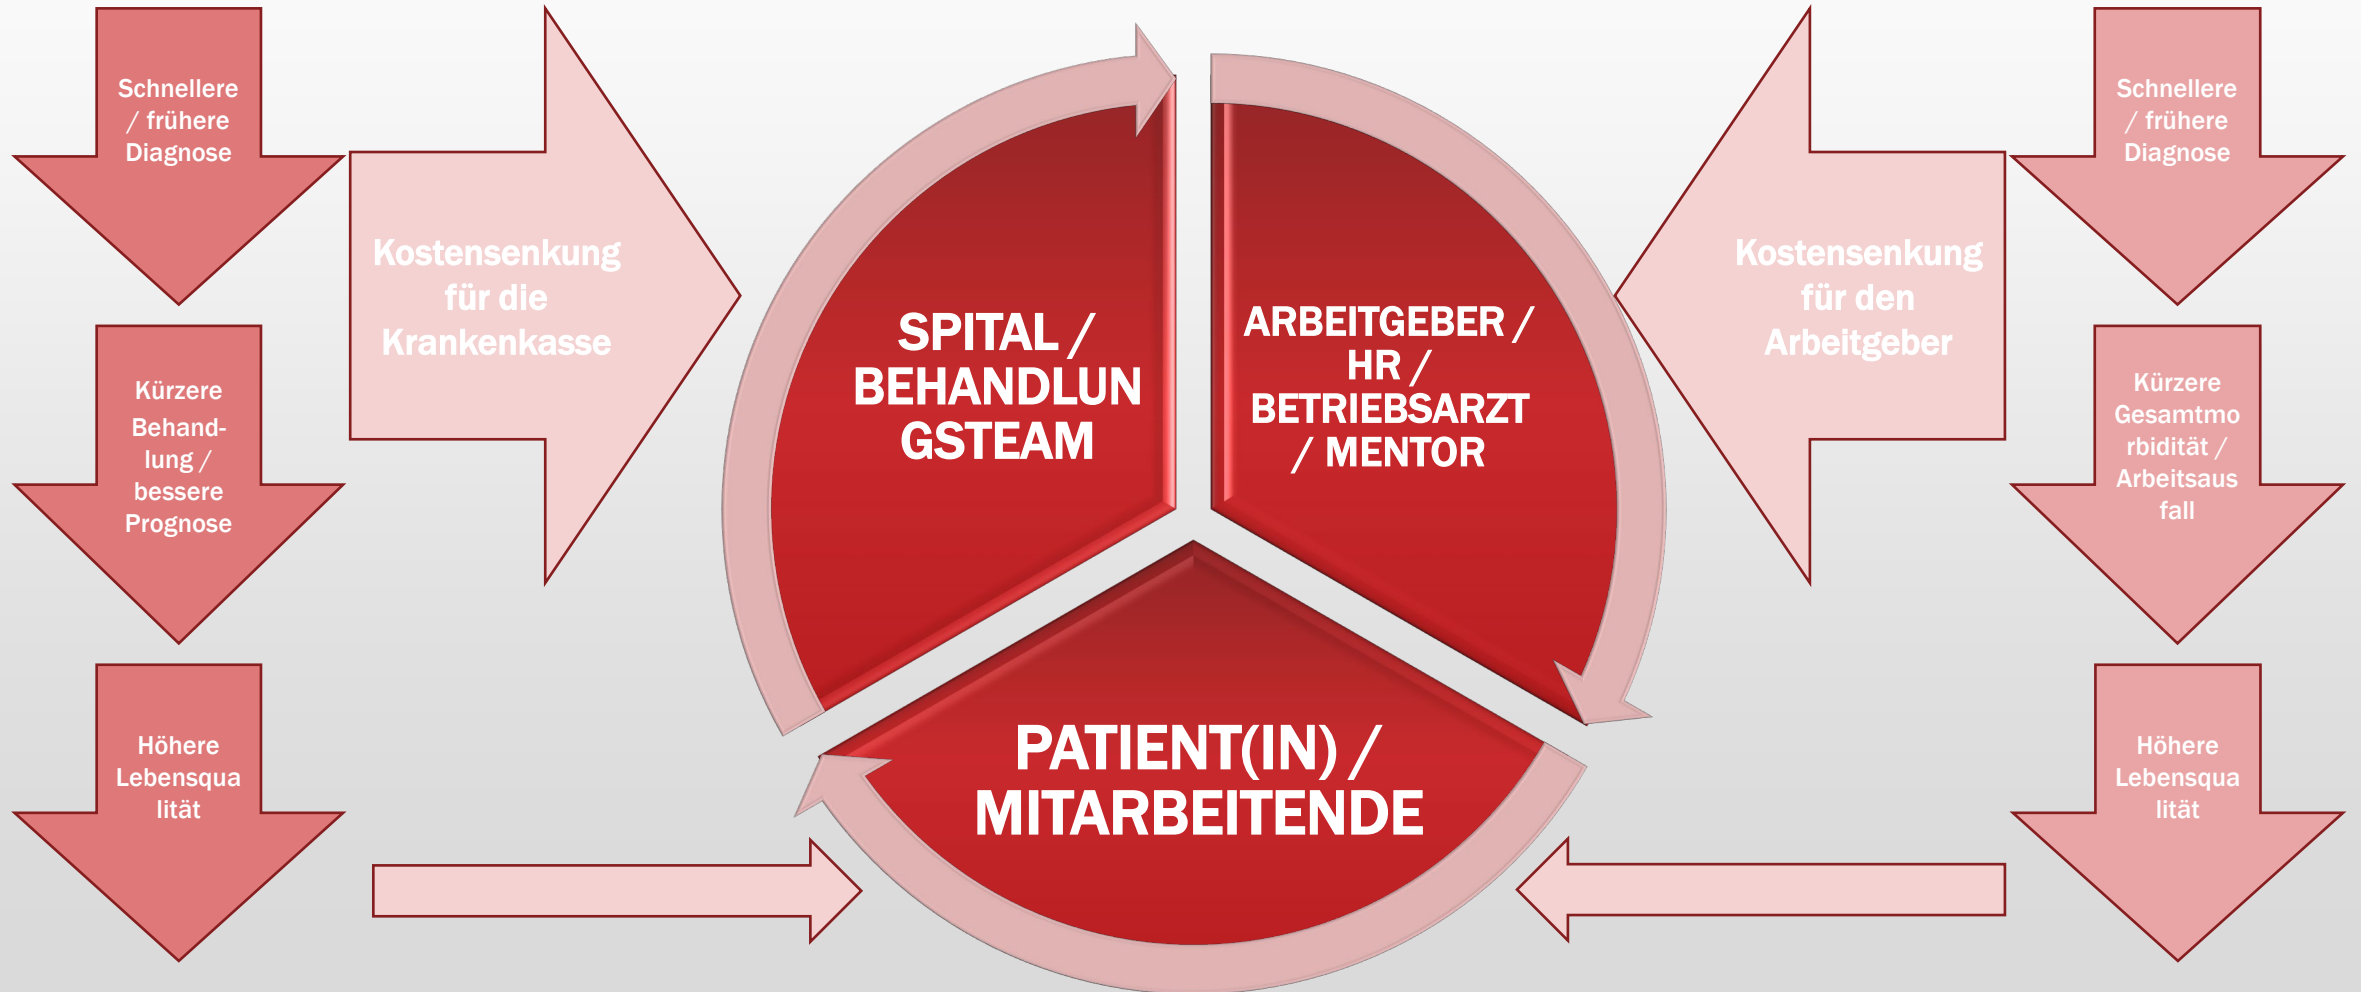 Schnellere
/ frühere
Diagnose
Kürzere
Behand-
lung /
bessere
Prognose
Höhere
Lebensqua
lität
Kostensenkung
für die
Krankenkasse
SPITAL /
BEHANDLUN
GSTEAM
ARBEITGEBER /
HR /
BETRIEBSARZT
/ MENTOR
PATIENT(IN) /
MITARBEITENDE
Kostensenkung
für den
Arbeitgeber
Schnellere
/ frühere
Diagnose
Kürzere
Gesamtmo
rbidität /
Arbeitsaus
fall
Höhere
Lebensqua
lität